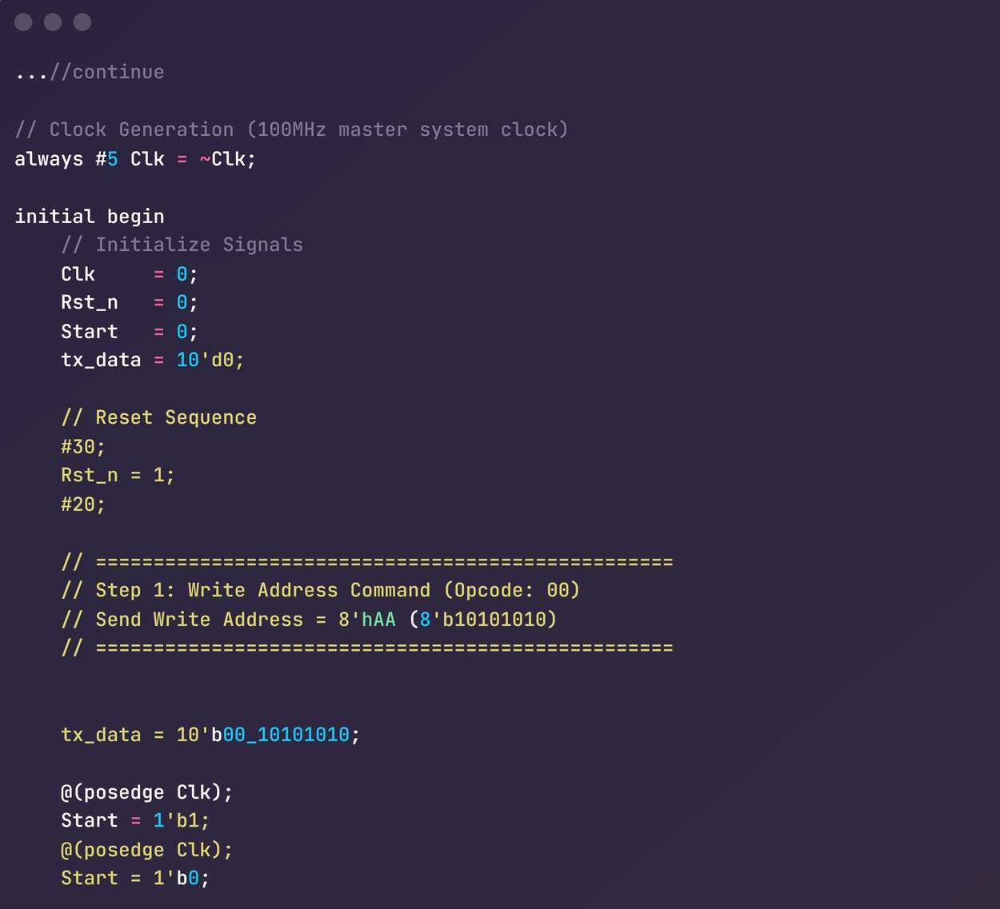 ...//continue
// Clock Generation (100MHz master system clock)
always #5 Clk = ~Clk;
initial begin
    // Initialize Signals
    Clk     = 0;
    Rst_n   = 0;
    Start   = 0;
    tx_data = 10'd0;
    // Reset Sequence
    #30;
    Rst_n = 1;
    #20;
    // ==================================================
    // Step 1: Write Address Command (Opcode: 00)
    // Send Write Address = 8'hAA (8'b10101010)
    // ==================================================
    tx_data = 10'b00_10101010;
    @(posedge Clk);
    Start = 1'b1;
    @(posedge Clk);
    Start = 1'b0;